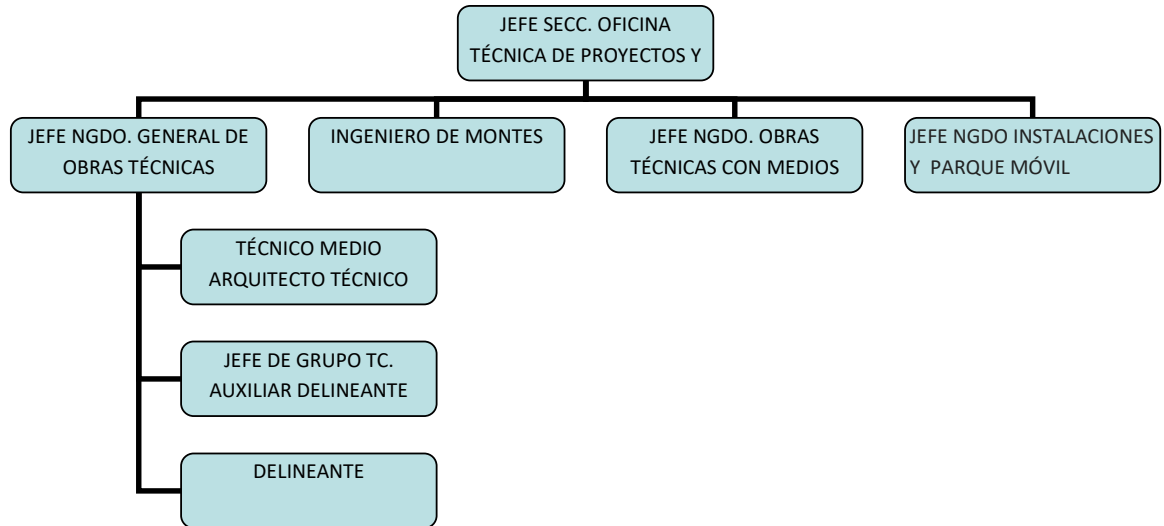 JEFE SECC. OFICINA
TÉCNICA DE PROYECTOS Y
JEFE NGDO. GENERAL DE
OBRAS TÉCNICAS
INGENIERO DE MONTES
JEFE NGDO. OBRAS
TÉCNICAS CON MEDIOS
JEFE NGDO INSTALACIONES
Y PARQUE MÓVIL
TÉCNICO MEDIO
ARQUITECTO TÉCNICO
JEFE DE GRUPO TC.
AUXILIAR DELINEANTE
DELINEANTE